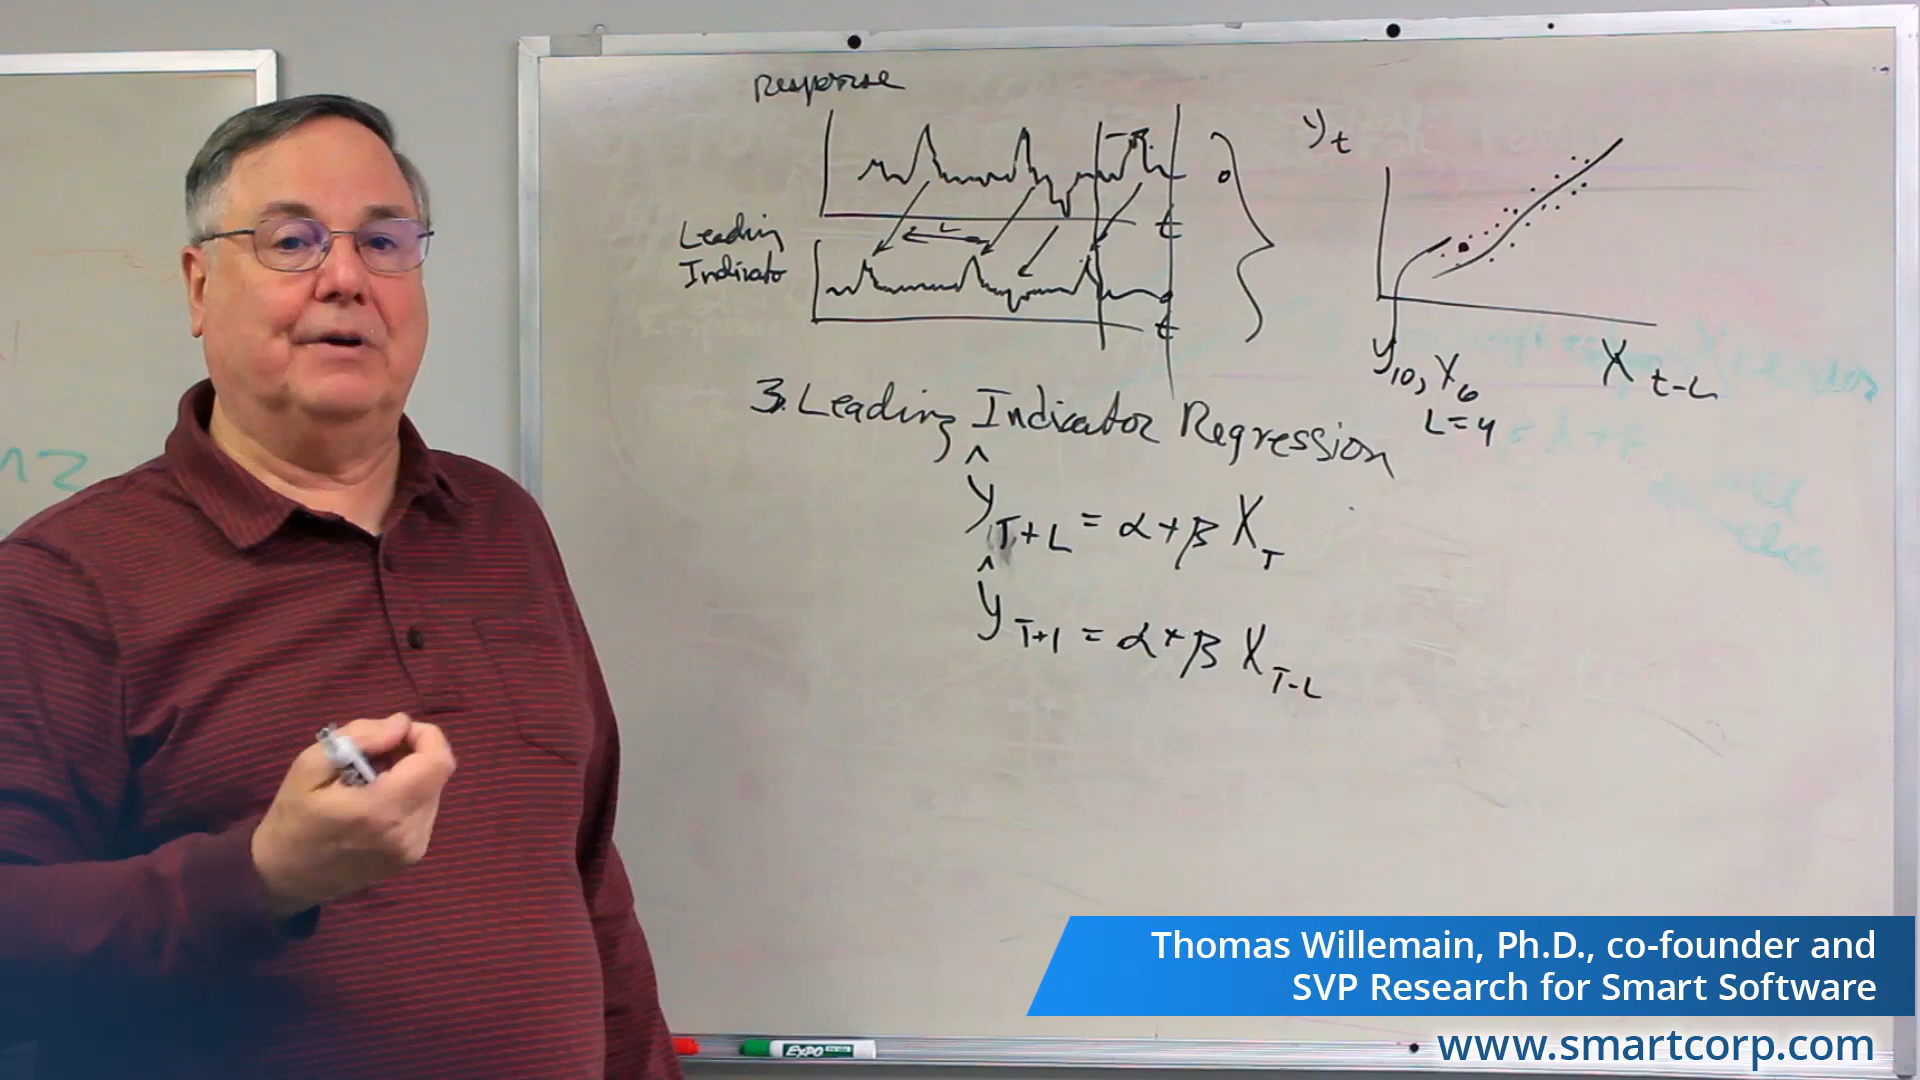 Response
t
Leading
Indicator
L
t
yt
y10, X6
L=4
Xt-L
3. Leading Indicator Regression
ŷT+L = α+β XT
ŷT+1 = α+β XT-L
EXPO
Thomas Willemain, Ph.D., co-founder and
SVP Research for Smart Software
www.smartcorp.com